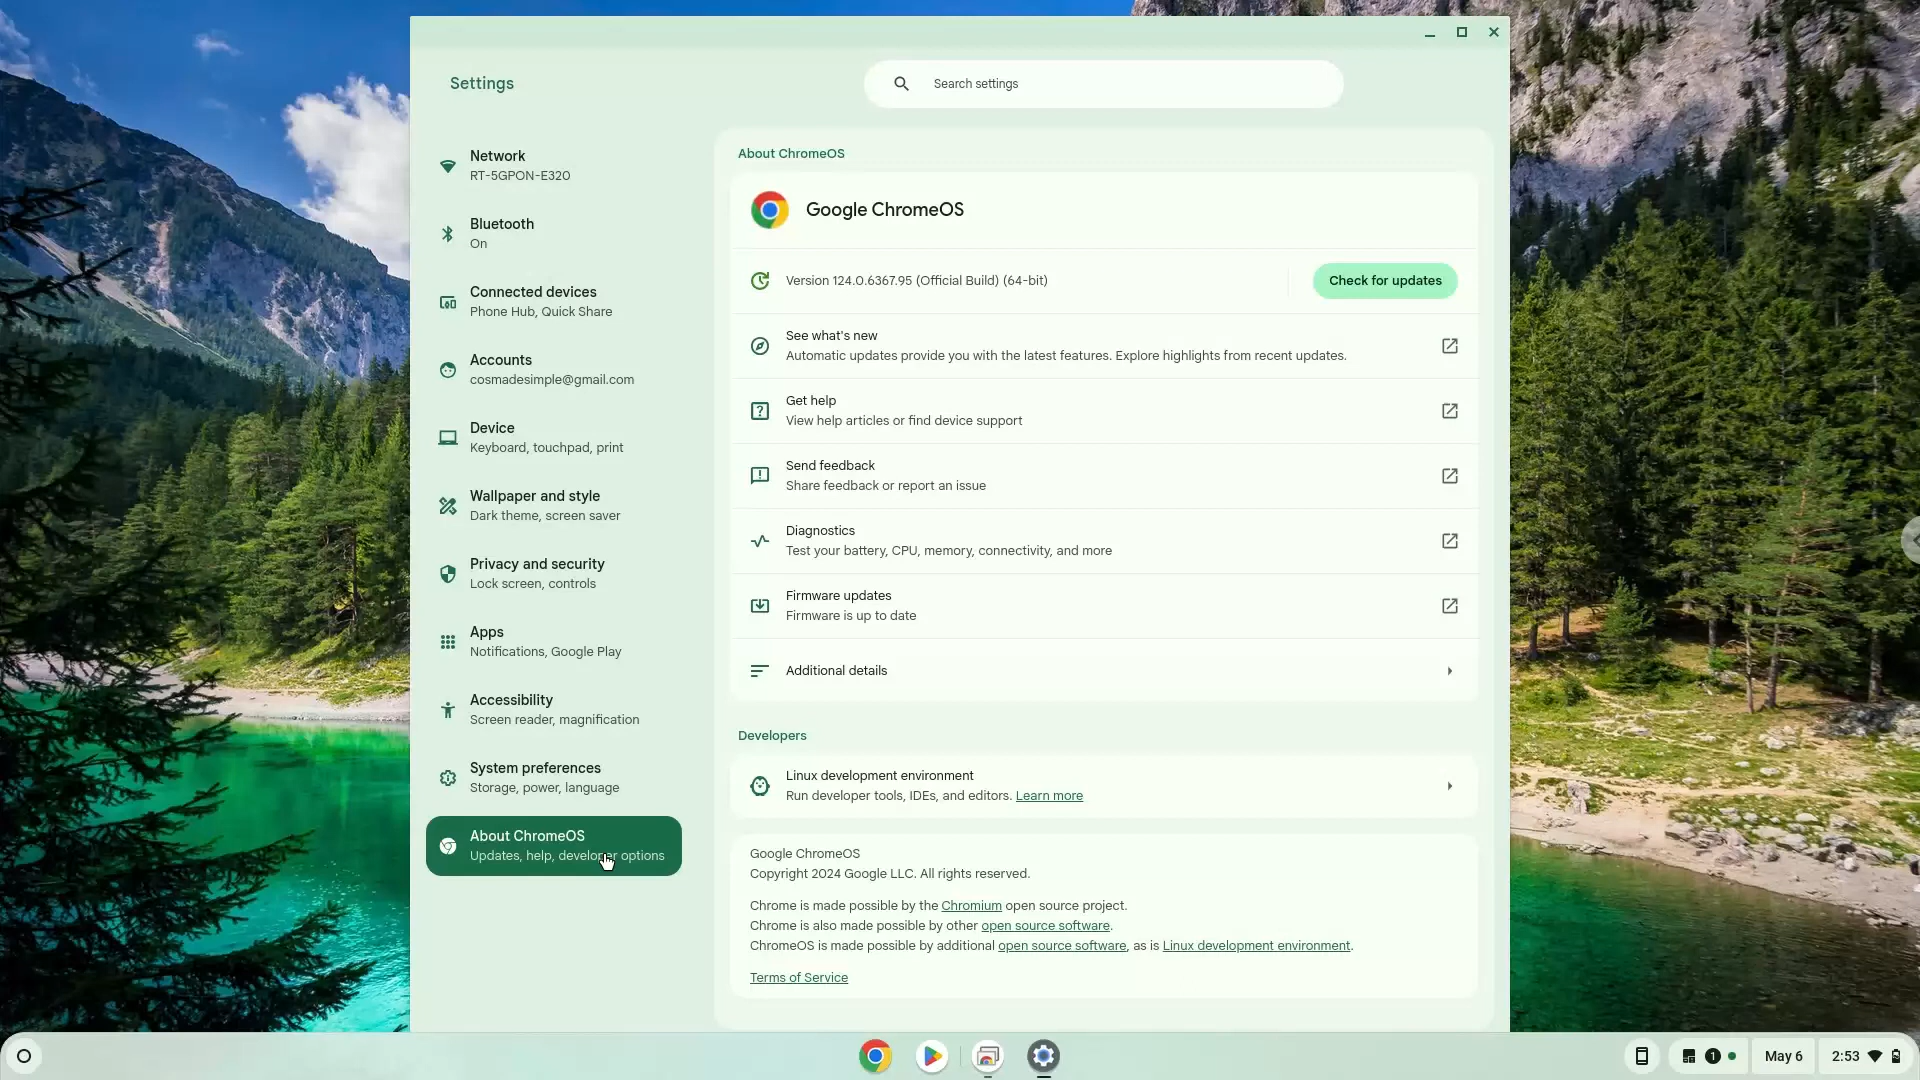 Settings
Search settings
Network
RT-5GPON-E320
Bluetooth
On
Connected devices
Phone Hub, Quick Share
Accounts
cosmadesimple@gmail.com
Device
Keyboard, touchpad, print
Wallpaper and style
Dark theme, screen saver
Privacy and security
Lock screen, controls
Apps
Notifications, Google Play
Accessibility
Screen reader, magnification
System preferences
Storage, power, language
About ChromeOS
Updates, help, developer options
About ChromeOS
Google ChromeOS
Version 124.0.6367.95 (Official Build) (64-bit)
Check for updates
See what's new
Automatic updates provide you with the latest features. Explore highlights from recent updates.
Get help
View help articles or find device support
Send feedback
Share feedback or report an issue
Diagnostics
Test your battery, CPU, memory, connectivity, and more
Firmware updates
Firmware is up to date
Additional details
Developers
Linux development environment
Run developer tools, IDEs, and editors. Learn more
Google ChromeOS
Copyright 2024 Google LLC. All rights reserved.
Chrome is made possible by the Chromium open source project.
Chrome is also made possible by other open source software.
ChromeOS is made possible by additional open source software, as is Linux development environment.
Terms of Service
1
May 6
2:53